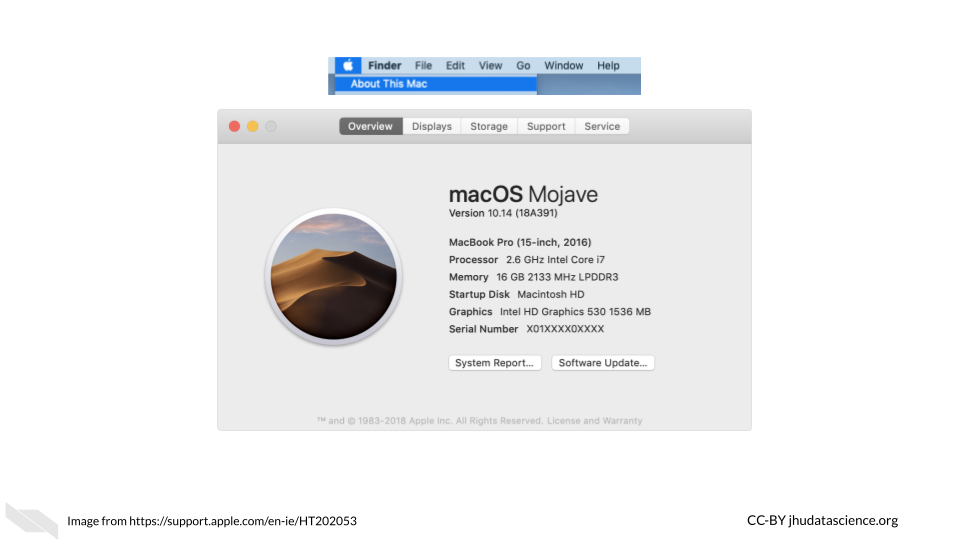 Finder File Edit View Go Window Help
About This Mac
Overview Displays Storage Support Service
macOS Mojave
Version 10.14 (18A391)
MacBook Pro (15-inch, 2016)
Processor 2.6 GHz Intel Core i7
Memory 16 GB 2133 MHz LPDDR3
Startup Disk Macintosh HD
Graphics Intel HD Graphics 530 1536 MB
Serial Number X01XXXX0XXXX
System Report... Software Update...
™ and © 1983-2018 Apple Inc. All Rights Reserved. License and Warranty
Image from https://support.apple.com/en-ie/HT202053
CC-BY jhudatascience.org